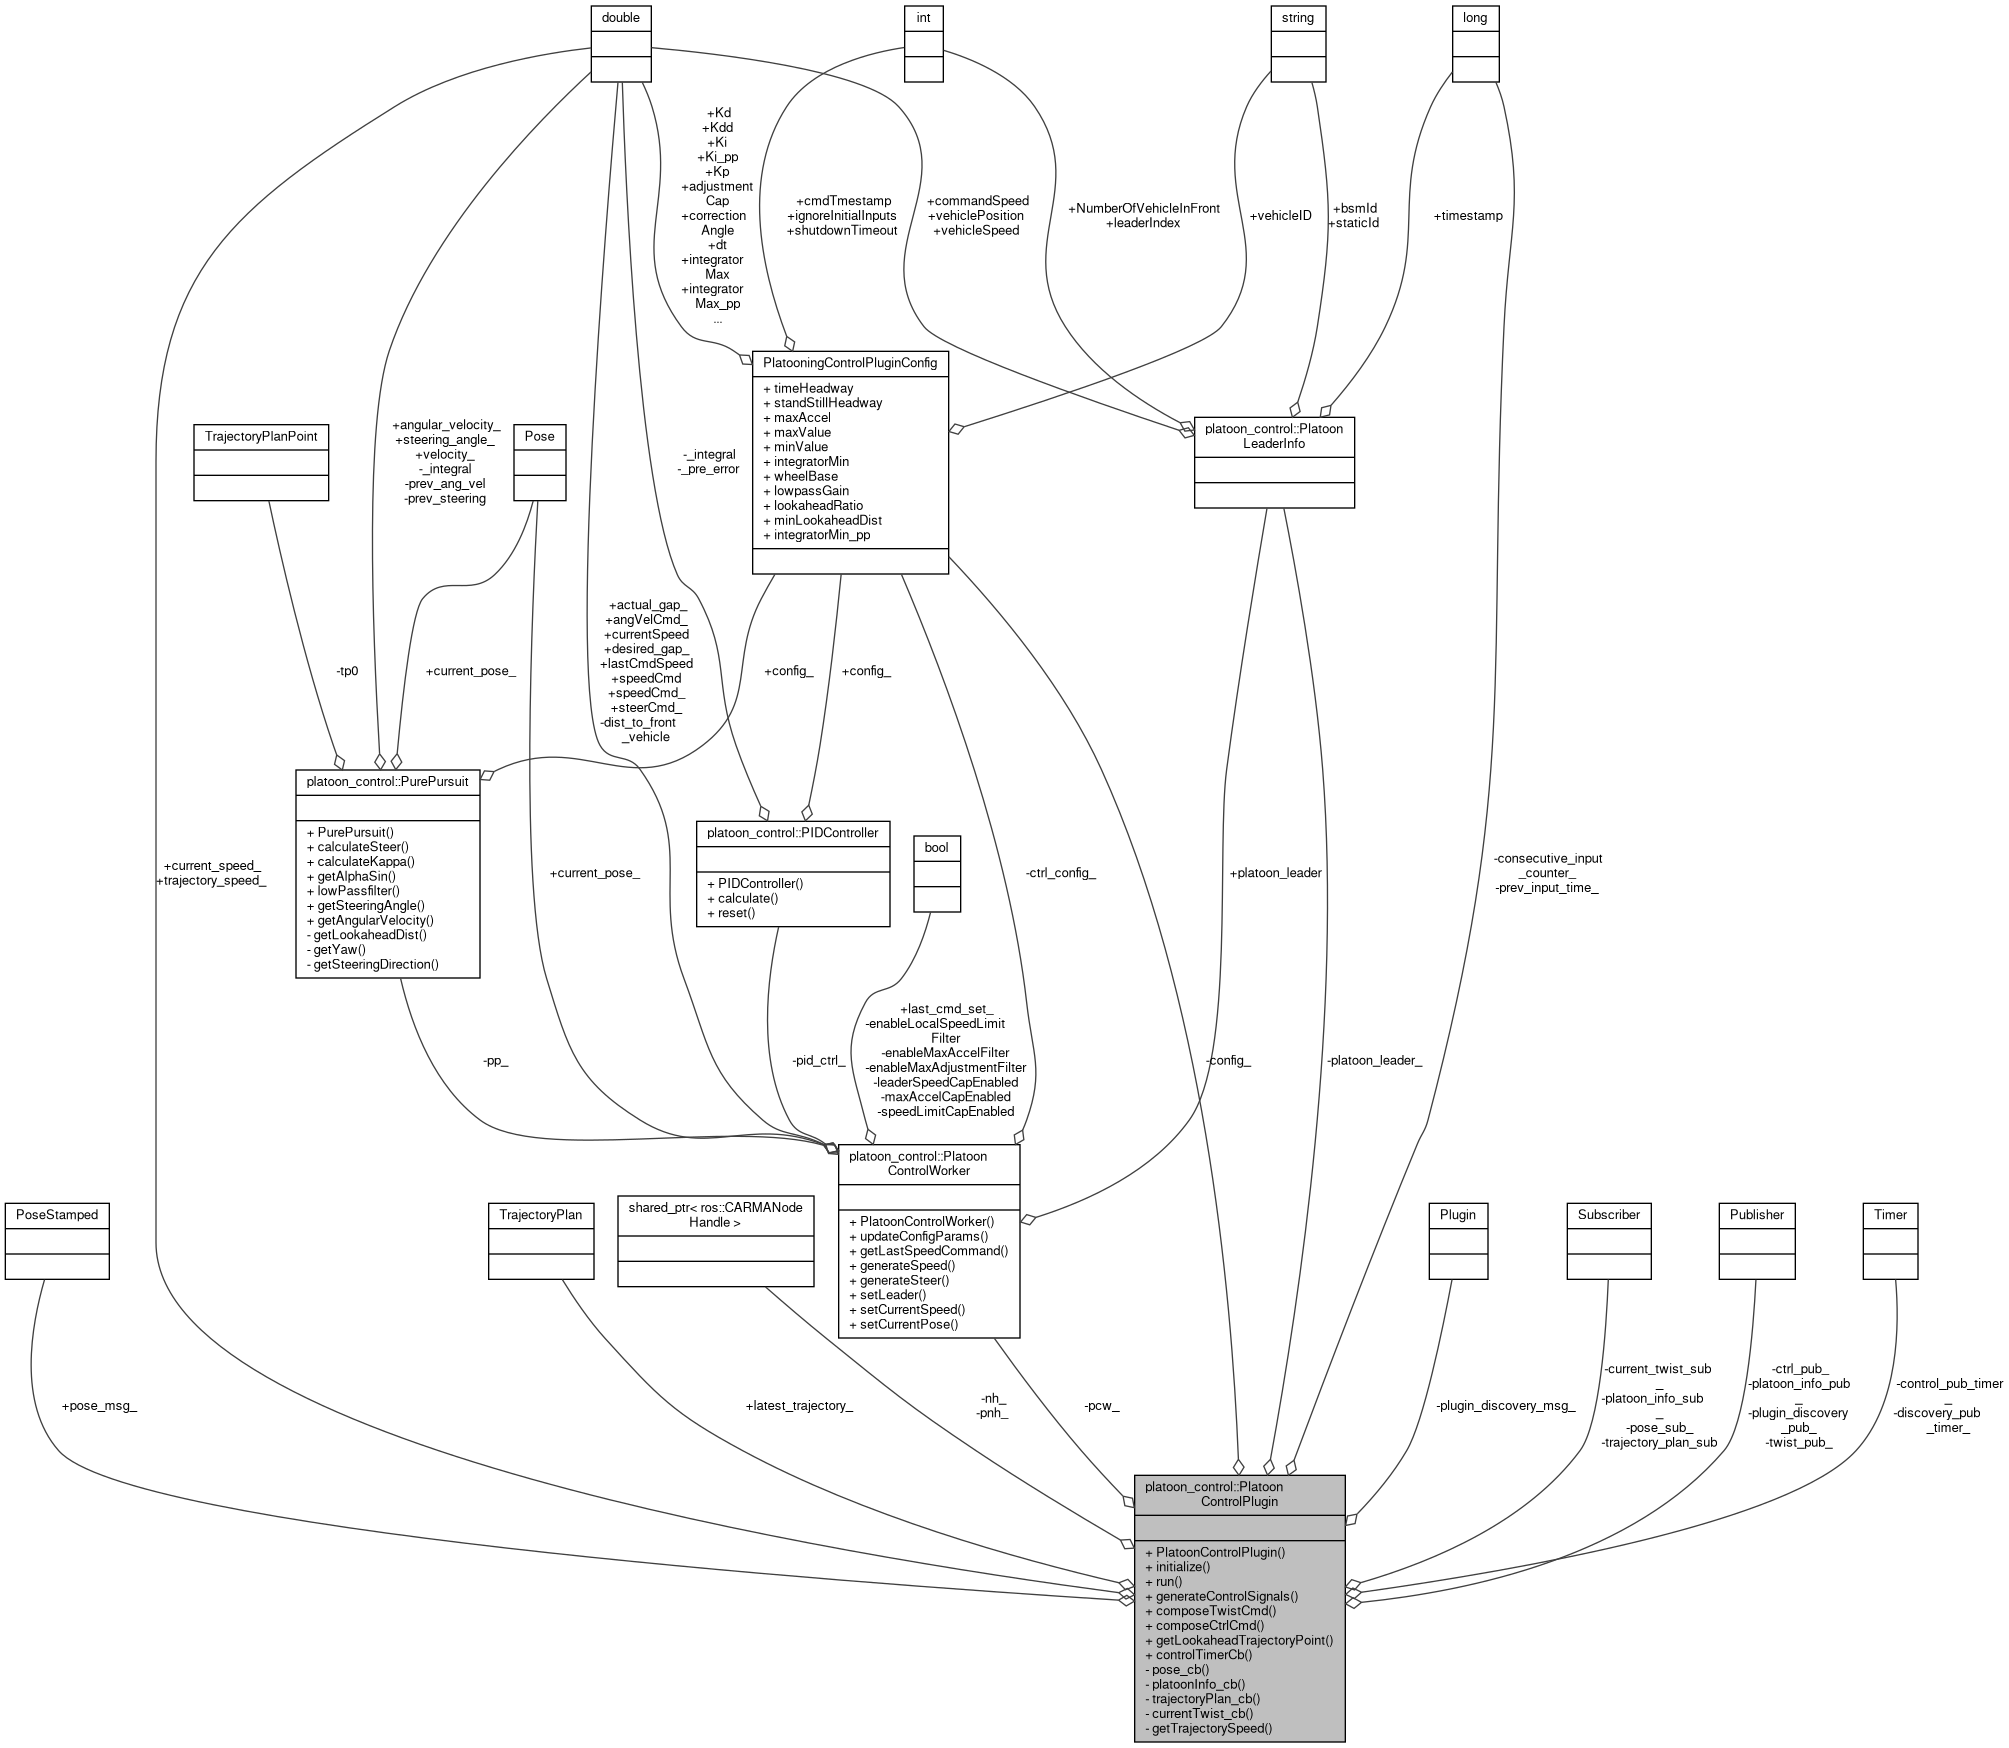 double
int
string
long
+Kd
+Kdd
+Ki
+Ki_pp
+Kp
+adjustment
Cap
+correction
Angle
+dt
+integrator
Max
+integrator
Max_pp
...
+cmdTmestamp
+ignoreInitialInputs
+shutdownTimeout
+commandSpeed
+vehiclePosition
+vehicleSpeed
+NumberOfVehicleInFront
+leaderIndex
+vehicleID
+bsmId
+staticId
+timestamp
PlatooningControlPluginConfig
+ timeHeadway
+ standStillHeadway
+ maxAccel
+ maxValue
+ minValue
+ integratorMin
+ wheelBase
+ lowpassGain
+ lookaheadRatio
+ minLookaheadDist
+ integratorMin_pp
platoon_control::Platoon
LeaderInfo
TrajectoryPlanPoint
+angular_velocity_
+steering_angle_
+velocity_
-_integral
-prev_ang_vel
-prev_steering
Pose
-_integral
-_pre_error
-tp0
+current_pose_
+actual_gap_
+angVelCmd_
+currentSpeed
+desired_gap_
+lastCmdSpeed
+speedCmd
+speedCmd_
+steerCmd_
-dist_to_front
_vehicle
+config_
+config_
platoon_control::PurePursuit
+ PurePursuit()
+ calculateSteer()
+ calculateKappa()
+ getAlphaSin()
+ lowPassfilter()
+ getSteeringAngle()
+ getAngularVelocity()
- getLookaheadDist()
- getYaw()
- getSteeringDirection()
platoon_control::PIDController
+ PIDController()
+ calculate()
+ reset()
bool
+current_speed_
+trajectory_speed_
+current_pose_
-ctrl_config_
+platoon_leader
-consecutive_input
_counter_
-prev_input_time_
-pp_
-pid_ctrl_
+last_cmd_set_
-enableLocalSpeedLimit
Filter
-enableMaxAccelFilter
-enableMaxAdjustmentFilter
-leaderSpeedCapEnabled
-maxAccelCapEnabled
-speedLimitCapEnabled
-config_
-platoon_leader_
platoon_control::Platoon
ControlWorker
+ PlatoonControlWorker()
+ updateConfigParams()
+ getLastSpeedCommand()
+ generateSpeed()
+ generateSteer()
+ setLeader()
+ setCurrentSpeed()
+ setCurrentPose()
PoseStamped
TrajectoryPlan
shared_ptr< ros::CARMANode
Handle >
Plugin
Subscriber
Publisher
Timer
+pose_msg_
+latest_trajectory_
-nh_
-pnh_
-pcw_
-plugin_discovery_msg_
-current_twist_sub
_
-platoon_info_sub
_
-pose_sub_
-trajectory_plan_sub
-ctrl_pub_
-platoon_info_pub
_
-plugin_discovery
_pub_
-twist_pub_
-control_pub_timer
_
-discovery_pub
_timer_
platoon_control::Platoon
ControlPlugin
+ PlatoonControlPlugin()
+ initialize()
+ run()
+ generateControlSignals()
+ composeTwistCmd()
+ composeCtrlCmd()
+ getLookaheadTrajectoryPoint()
+ controlTimerCb()
- pose_cb()
- platoonInfo_cb()
- trajectoryPlan_cb()
- currentTwist_cb()
- getTrajectorySpeed()